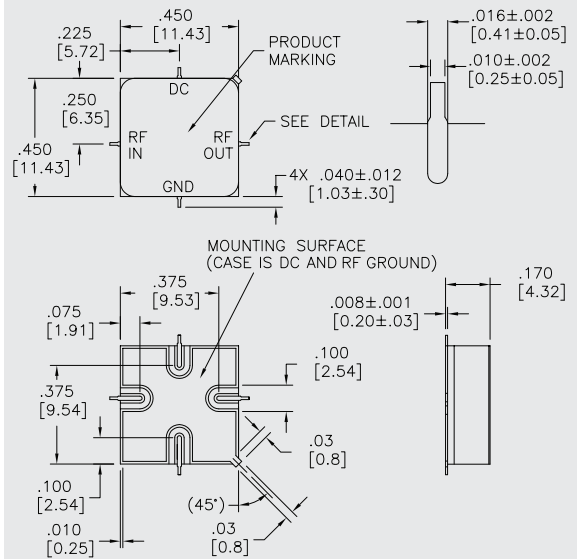 .450
[11.43]
.225
[5.72]
PRODUCT
MARKING
.016±.002
[0.41±0.05]
.010±.002
[0.25±0.05]
DC
.250
[6.35]
RF
IN
RF
OUT
SEE DETAIL
.450
[11.43]
GND
4X .040±.012
[1.03±.30]
MOUNTING SURFACE
(CASE IS DC AND RF GROUND)
.375
[9.53]
.170
[4.32]
.008±.001
[0.20±.03]
.075
[1.91]
.100
[2.54]
.375
[9.54]
.03
[0.8]
.100
[2.54]
(45°)
.010
[0.25]
.03
[0.8]